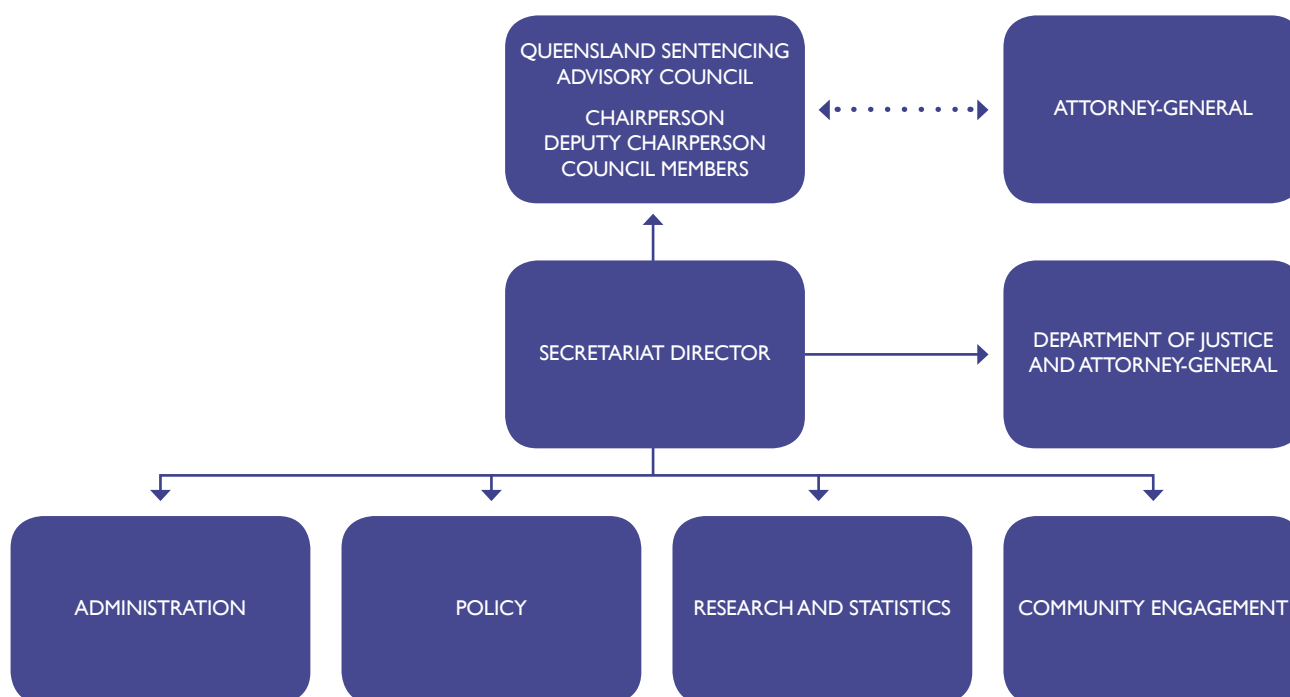 QUEENSLAND SENTENCING
ADVISORY COUNCIL
CHAIRPERSON
DEPUTY CHAIRPERSON
COUNCIL MEMBERS
ATTORNEY-GENERAL
SECRETARIAT DIRECTOR
DEPARTMENT OF JUSTICE
AND ATTORNEY-GENERAL
ADMINISTRATION
POLICY
RESEARCH AND STATISTICS
COMMUNITY ENGAGEMENT